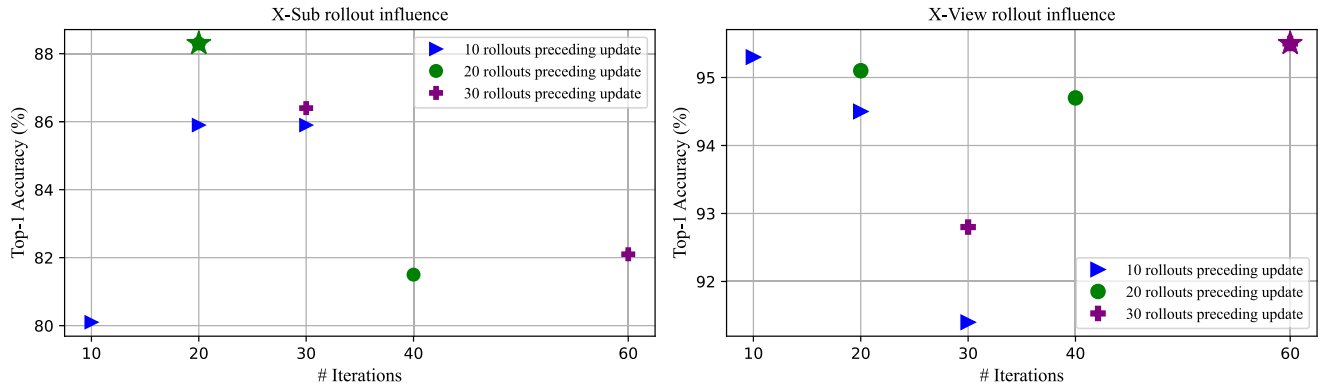 X-Sub rollout influence
Top-1 Accuracy (%)
88
86
84
82
80
10 rollouts preceding update
20 rollouts preceding update
30 rollouts preceding update
10 20 30 40 60
# Iterations
X-View rollout influence
Top-1 Accuracy (%)
95
94
93
92
10 rollouts preceding update
20 rollouts preceding update
30 rollouts preceding update
10 20 30 40 60
# Iterations